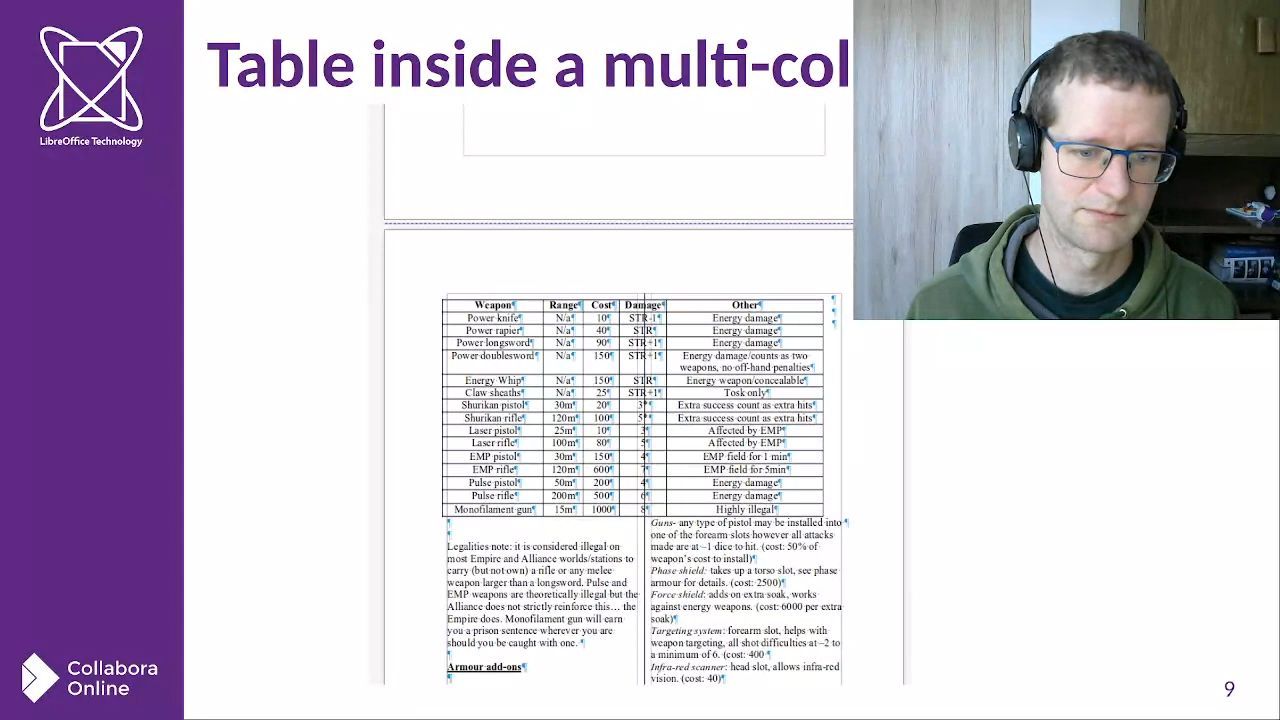 Table inside a multi-col
LibreOffice Technology
Weapon¶ Range¶ Cost¶ Damage¶ Other¶ ¶
Power knife¶ N/a¶ 10¶ STR-1¶ Energy damage¶ ¶
Power rapier¶ N/a¶ 40¶ STR¶ Energy damage¶ ¶
Power longsword¶ N/a¶ 90¶ STR+1¶ Energy damage¶
Power doublesword¶ N/a¶ 150¶ STR+1¶ Energy damage/counts as two
weapons, no off-hand penalties¶
Energy Whip¶ N/a¶ 150¶ STR¶ Energy weapon/concealable¶
Claw sheaths¶ N/a¶ 25¶ STR+1¶ Tosk only¶
Shurikan pistol¶ 30m¶ 20¶ 3*¶ Extra success count as extra hits¶
Shurikan rifle¶ 120m¶ 100¶ 5*¶ Extra success count as extra hits¶
Laser pistol¶ 25m¶ 10¶ 3¶ Affected by EMP¶
Laser rifle¶ 100m¶ 80¶ 5¶ Affected by EMP¶
EMP pistol¶ 30m¶ 150¶ 4¶ EMP field for 1 min¶
EMP rifle¶ 120m¶ 600¶ 7¶ EMP field for 5min¶
Pulse pistol¶ 50m¶ 200¶ 4¶ Energy damage¶
Pulse rifle¶ 200m¶ 500¶ 6¶ Energy damage¶
Monofilament gun¶ 15m¶ 1000¶ 8¶ Highly illegal¶
¶
¶
Legalities note: it is considered illegal on
most Empire and Alliance worlds/stations to
carry (but not own) a rifle or any melee
weapon larger than a longsword. Pulse and
EMP weapons are theoretically illegal but the
Alliance does not strictly reinforce this… the
Empire does. Monofilament gun will earn
you a prison sentence wherever you are
should you be caught with one. ¶
¶
Armour add-ons¶
¶
Guns- any type of pistol may be installed into ¶
one of the forearm slots however all attacks
made are at –1 dice to hit. (cost: 50% of
weapon’s cost to install)¶
Phase shield: takes up a torso slot, see phase
armour for details. (cost: 2500)¶
Force shield: adds on extra soak, works
against energy weapons. (cost: 6000 per extra
soak)¶
Targeting system: forearm slot, helps with
weapon targeting, all shot difficulties at –2 to
a minimum of 6. (cost: 400 ¶
Infra-red scanner: head slot, allows infra-red
vision. (cost: 40)¶
Collabora
Online
9